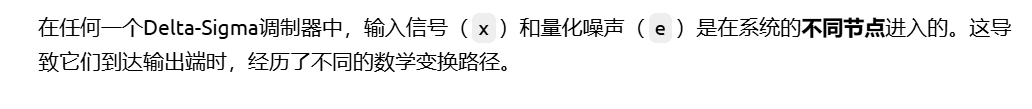 在任何一个Delta-Sigma调制器中，输入信号（ x ）和量化噪声（ e ）是在系统的不同节点进入的。这导
致它们到达输出端时，经历了不同的数学变换路径。